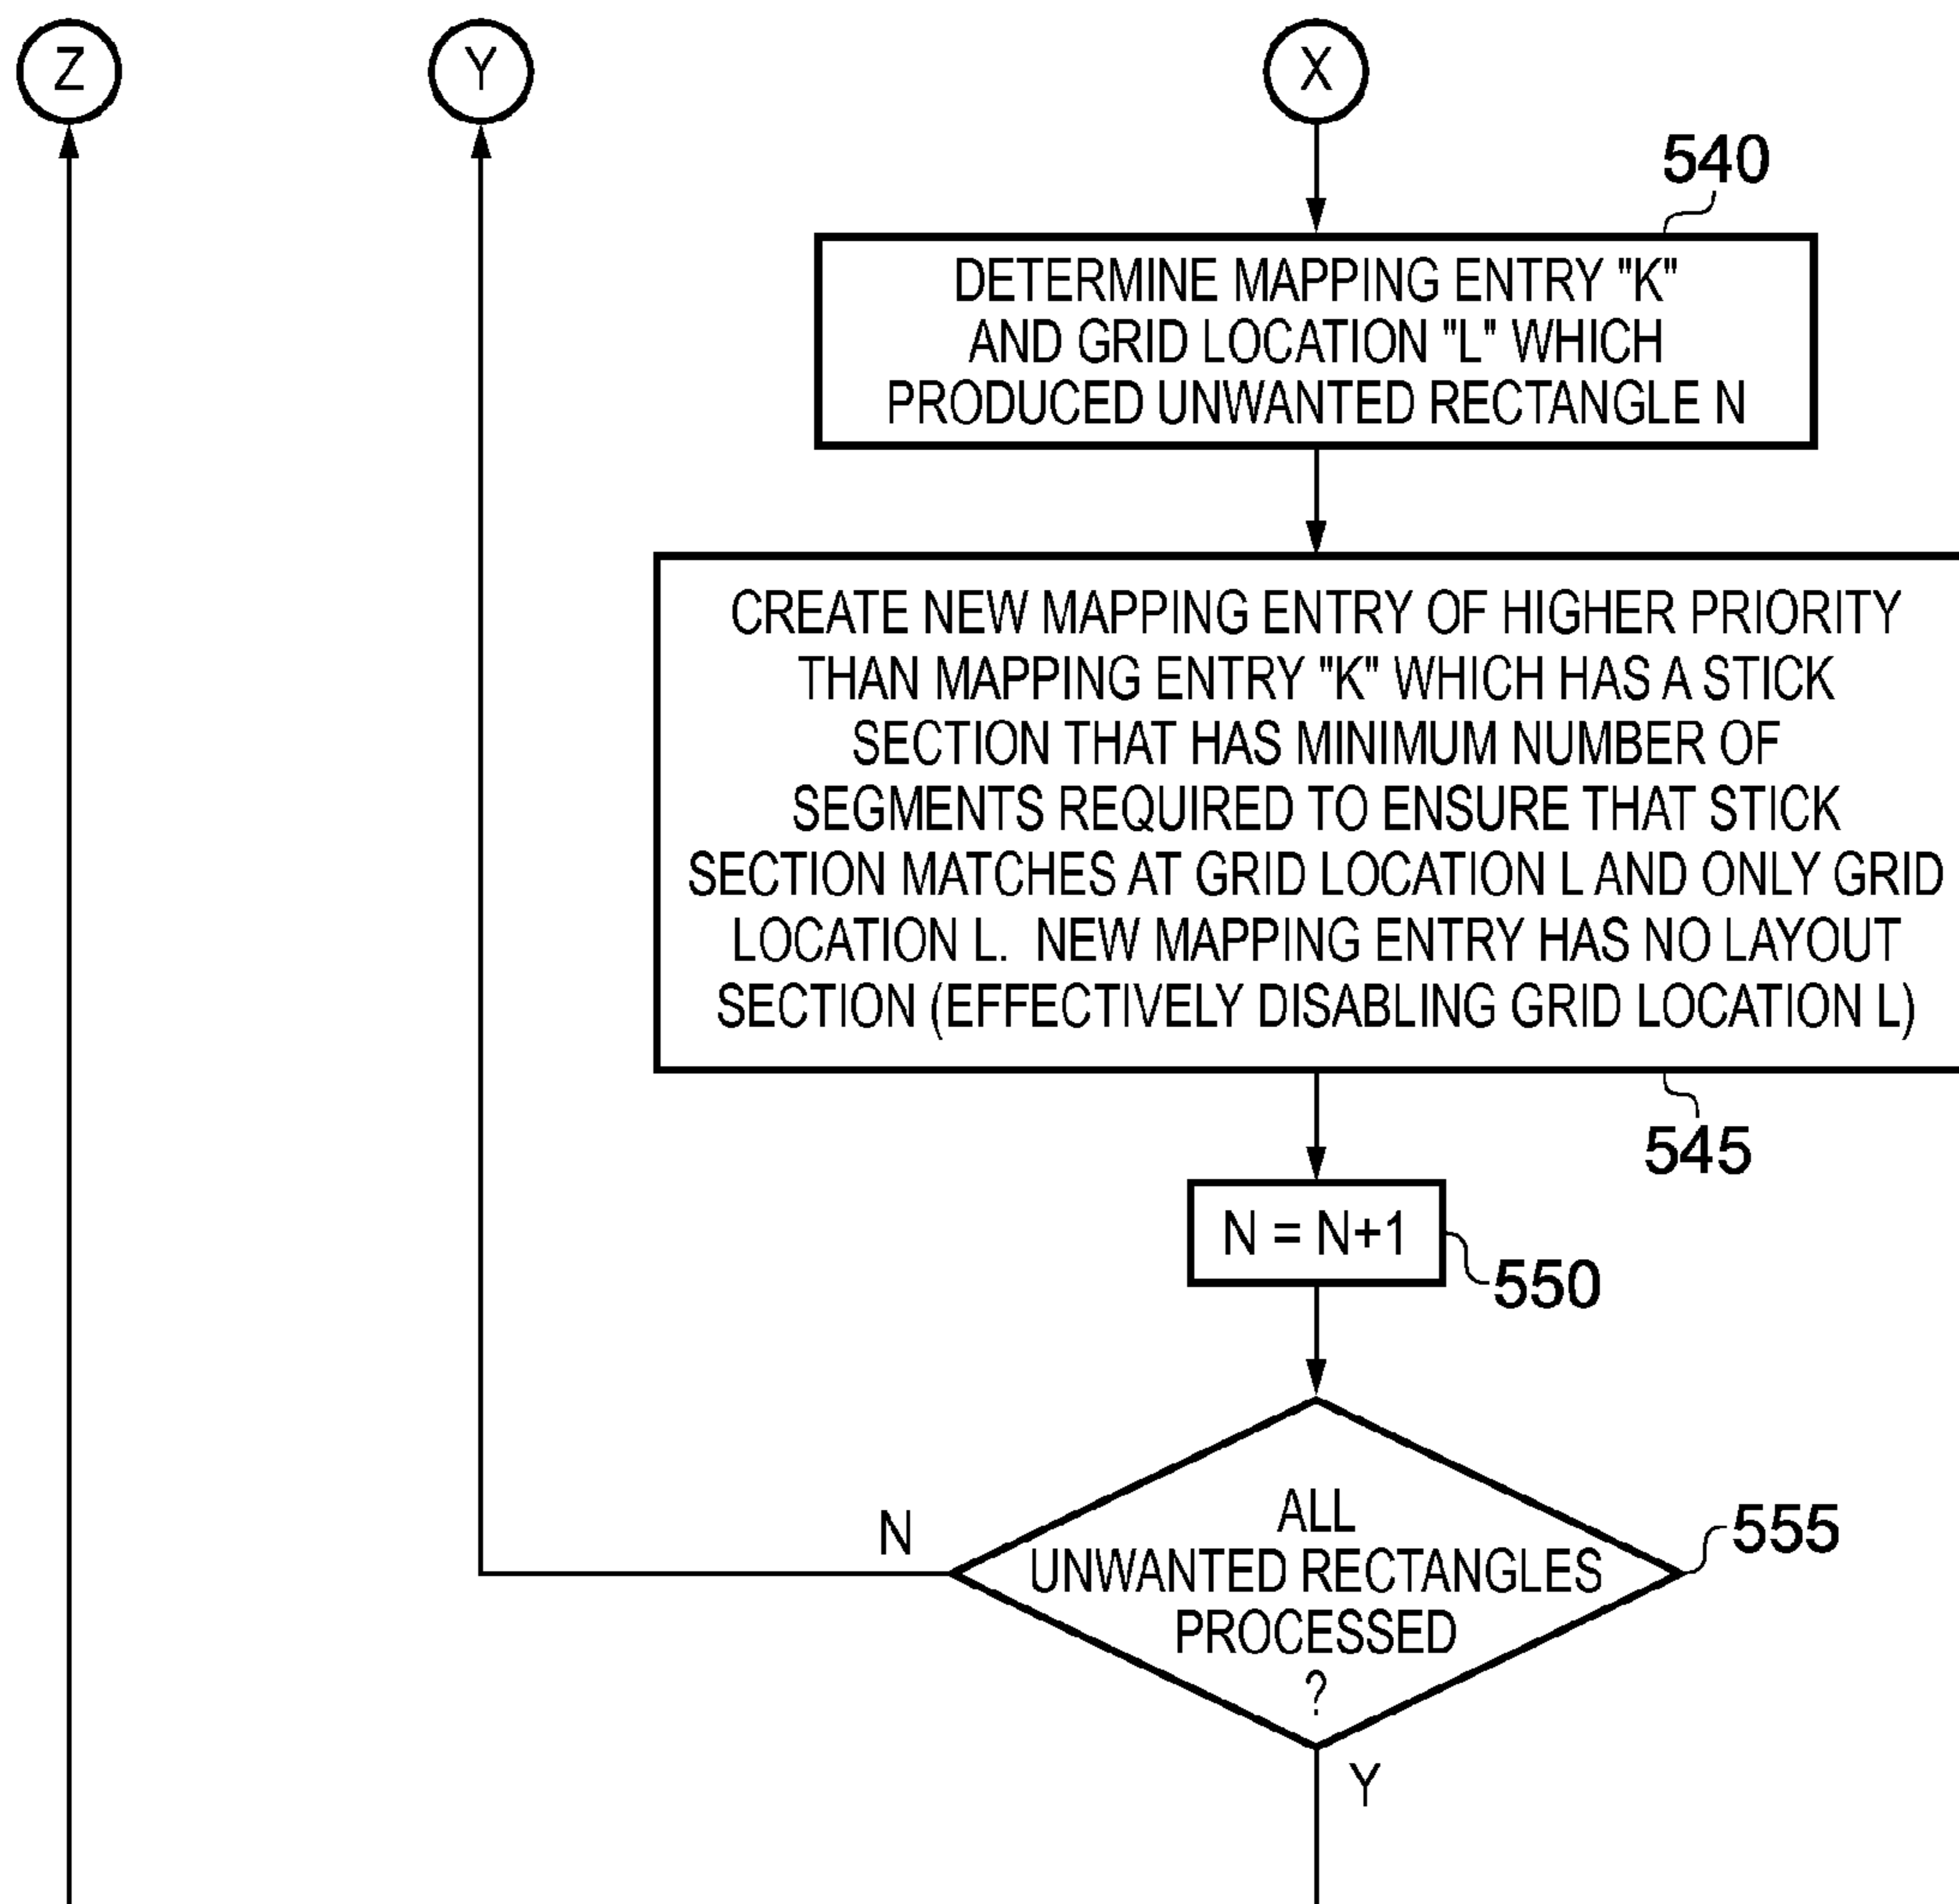 Z
Y
X
540
DETERMINE MAPPING ENTRY "K"
AND GRID LOCATION "L" WHICH
PRODUCED UNWANTED RECTANGLE N
CREATE NEW MAPPING ENTRY OF HIGHER PRIORITY
THAN MAPPING ENTRY "K" WHICH HAS A STICK
SECTION THAT HAS MINIMUM NUMBER OF
SEGMENTS REQUIRED TO ENSURE THAT STICK
SECTION MATCHES AT GRID LOCATION L AND ONLY GRID
LOCATION L. NEW MAPPING ENTRY HAS NO LAYOUT
SECTION (EFFECTIVELY DISABLING GRID LOCATION L)
545
N = N+1
550
N
ALL
UNWANTED RECTANGLES
PROCESSED
?
555
Y